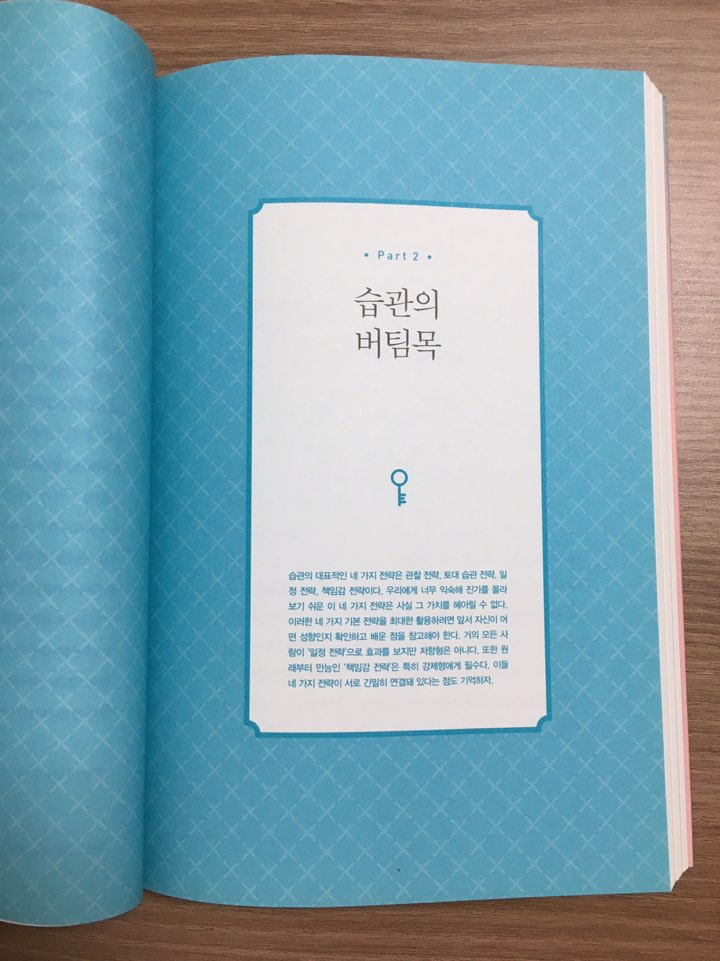 • Part 2 •
습관의
버팀목
습관의 대표적인 네 가지 전략은 관찰 전략, 토대 습관 전략, 일
정 전략, 책임감 전략이다. 우리에게 너무 익숙해 진가를 몰라
보기 쉬운 이 네 가지 전략은 사실 그 가치를 헤아릴 수 없다.
이러한 네 가지 기본 전략을 최대한 활용하려면 앞서 자신이 어
떤 성향인지 확인하고 배운 점을 참고해야 한다. 거의 모든 사
람이 '일정 전략'으로 효과를 보지만 저항형은 아니다. 또한 원
래부터 만능인 '책임감 전략'은 특히 강제형에게 필수다. 이들
네 가지 전략이 서로 긴밀히 연결돼 있다는 점도 기억하자.